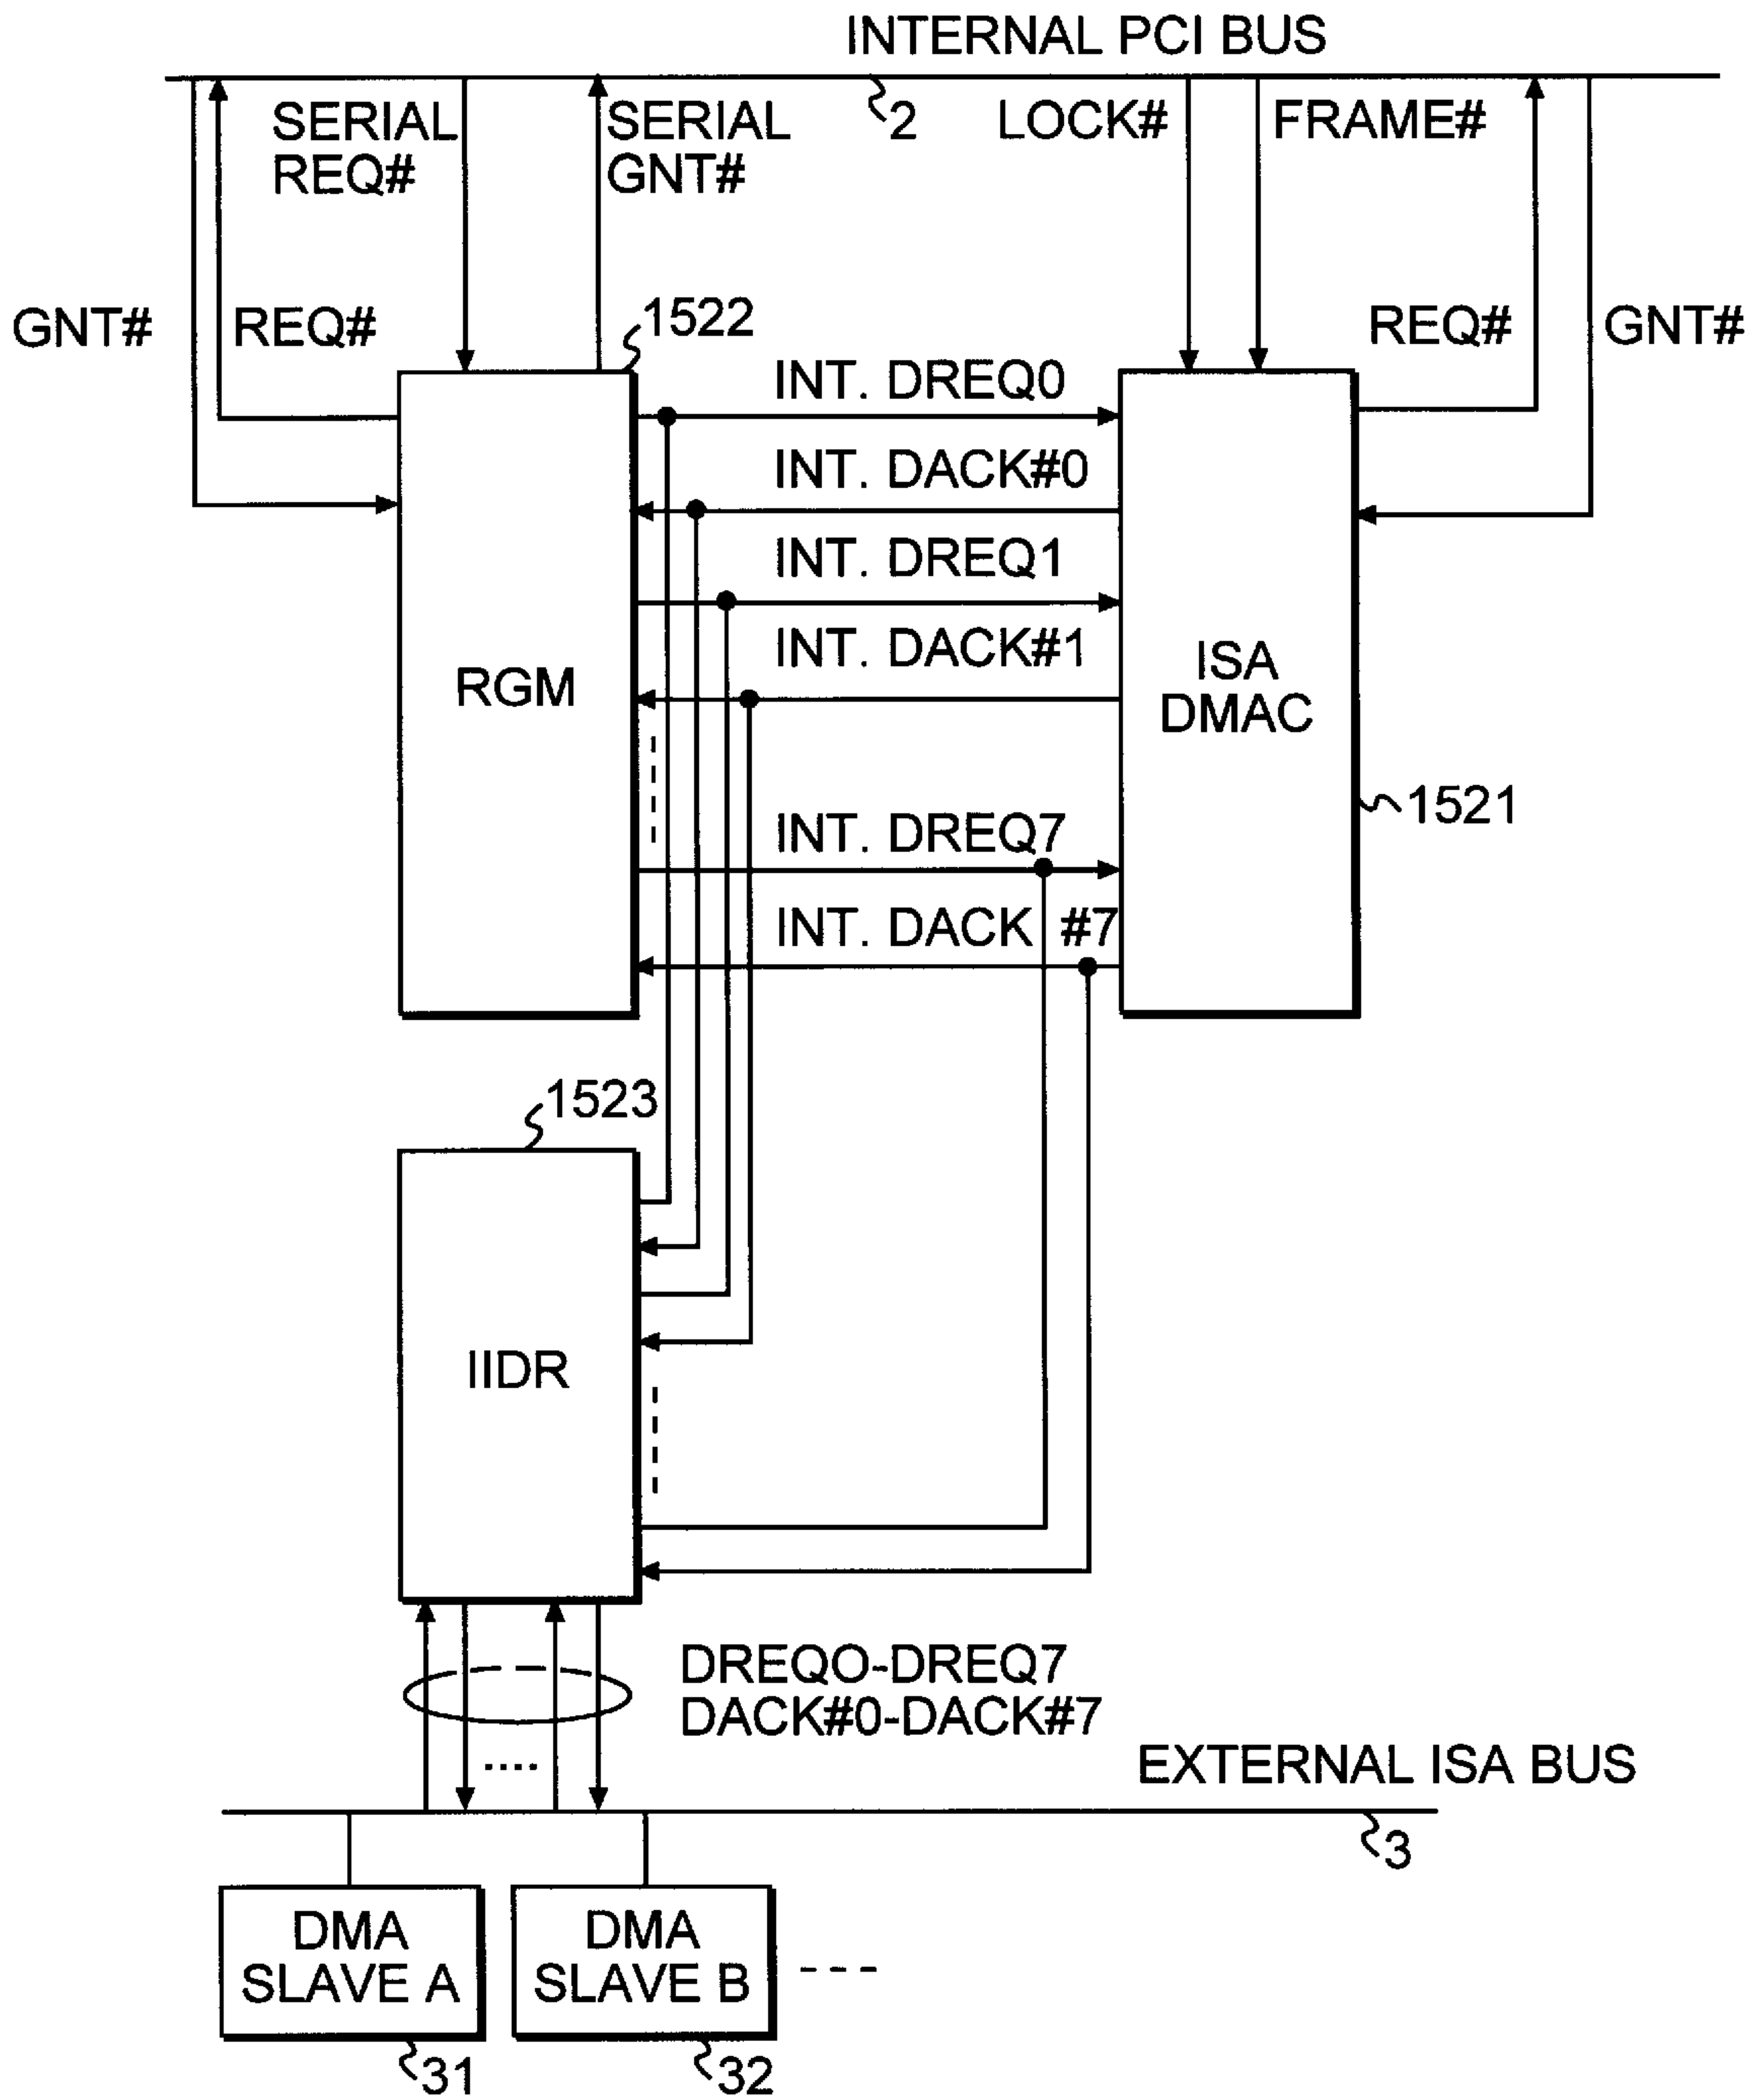 INTERNAL PCI BUS
SERIAL
REQ#
SERIAL
GNT#
2
LOCK#
FRAME#
GNT#
REQ#
1522
REQ#
GNT#
INT. DREQ0
INT. DACK#0
INT. DREQ1
INT. DACK#1
RGM
ISA
DMAC
1521
INT. DREQ7
INT. DACK #7
1523
IIDR
DREQO-DREQ7
DACK#0-DACK#7
....
EXTERNAL ISA BUS
3
DMA
SLAVE A
DMA
SLAVE B
31
32